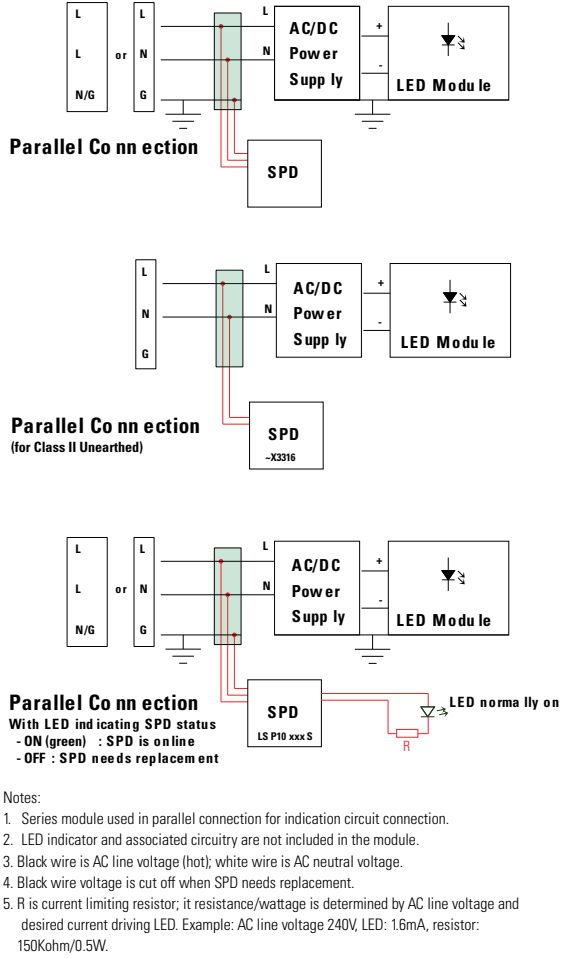 L L L
L or N N AC/DC Power Supply + - LED Module
N/G G
Parallel Connection
SPD
L L
N N AC/DC Power Supply + - LED Module
G
Parallel Connection
(for Class II Unearthed)
SPD
~X3316
L L L
L or N N AC/DC Power Supply + - LED Module
N/G G
Parallel Connection
With LED indicating SPD status
- ON (green) : SPD is online
- OFF : SPD needs replacement
SPD
LS P10 xxx S
LED normally on
R
Notes:
1. Series module used in parallel connection for indication circuit connection.
2. LED indicator and associated circuitry are not included in the module.
3. Black wire is AC line voltage (hot); white wire is AC neutral voltage.
4. Black wire voltage is cut off when SPD needs replacement.
5. R is current limiting resistor; it resistance/wattage is determined by AC line voltage and
desired current driving LED. Example: AC line voltage 240V, LED: 1.6mA, resistor:
150Kohm/0.5W.